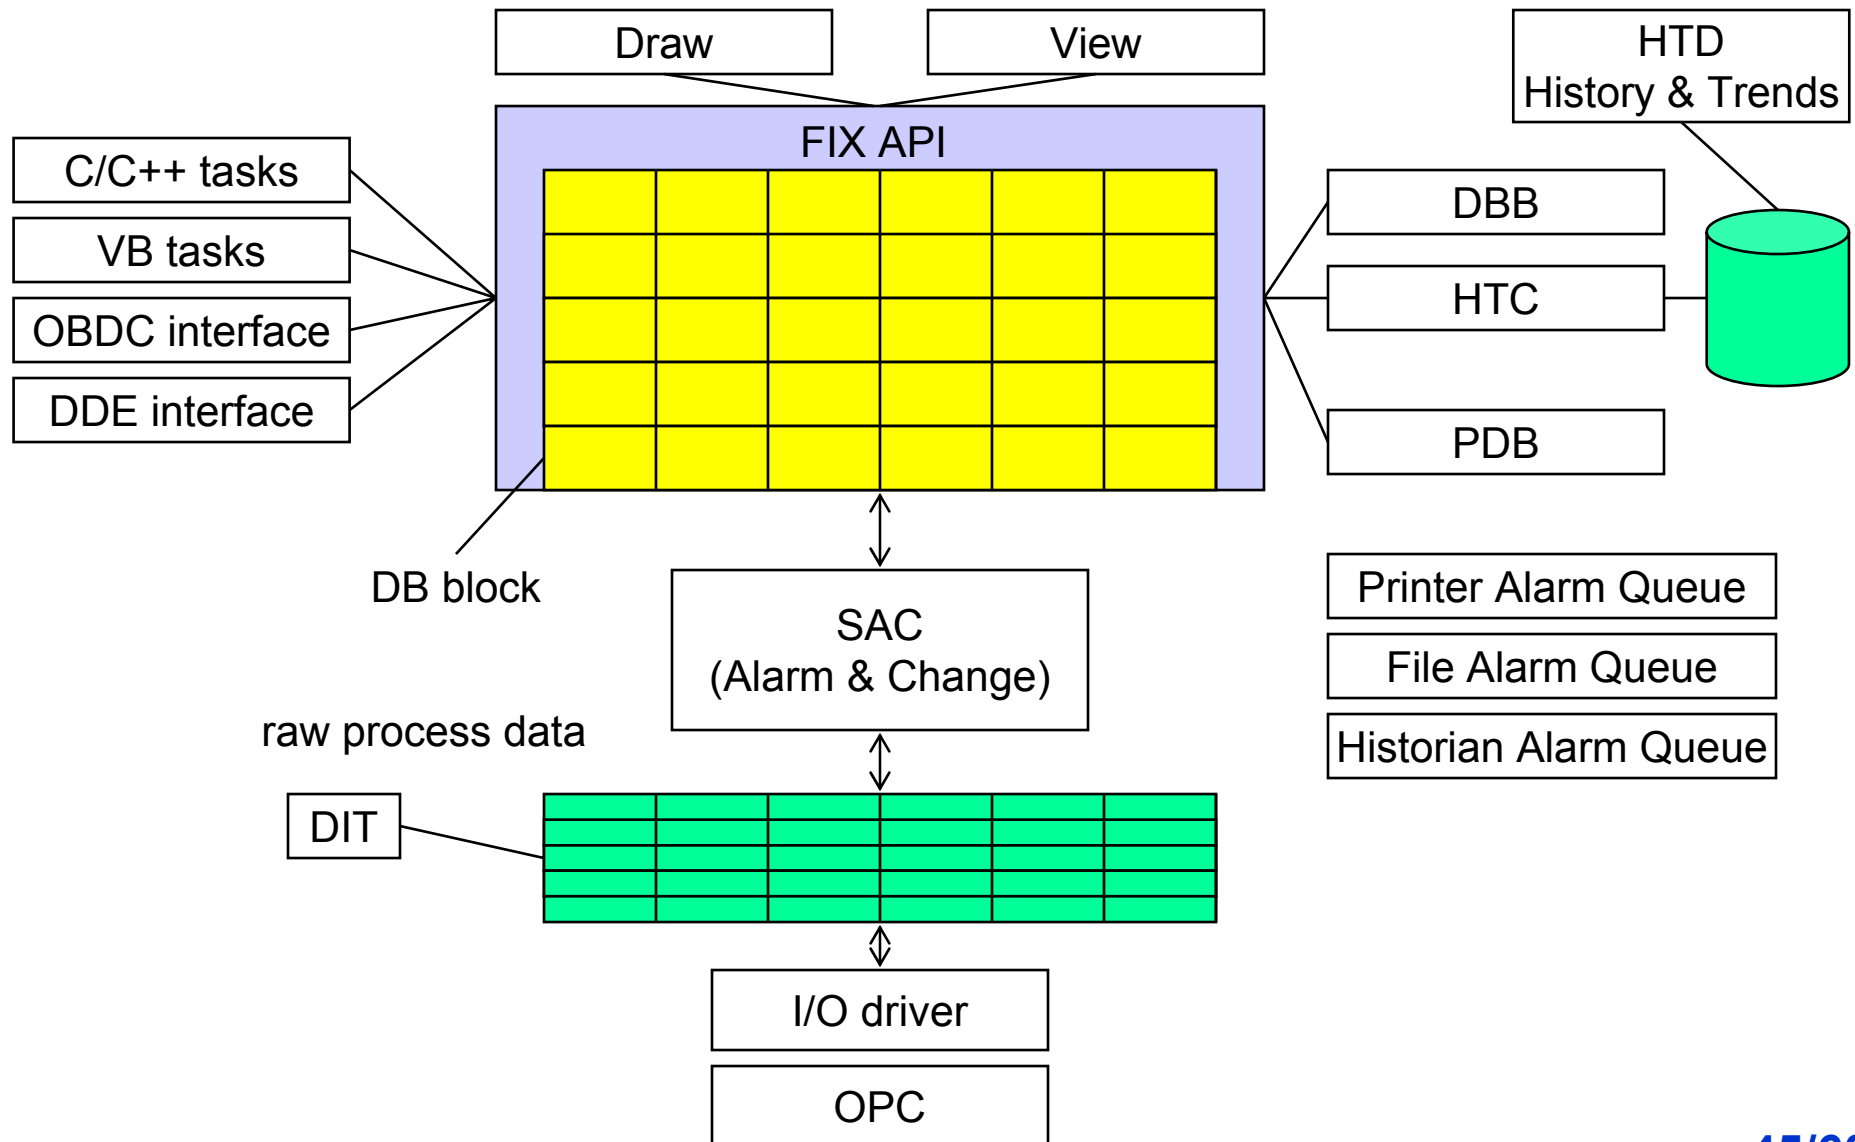 Draw
View
HTD
History & Trends
FIX API
C/C++ tasks
VB tasks
OBDC interface
DDE interface
DBB
HTC
PDB
DB block
SAC
(Alarm & Change)
raw process data
Printer Alarm Queue
File Alarm Queue
Historian Alarm Queue
DIT
I/O driver
OPC